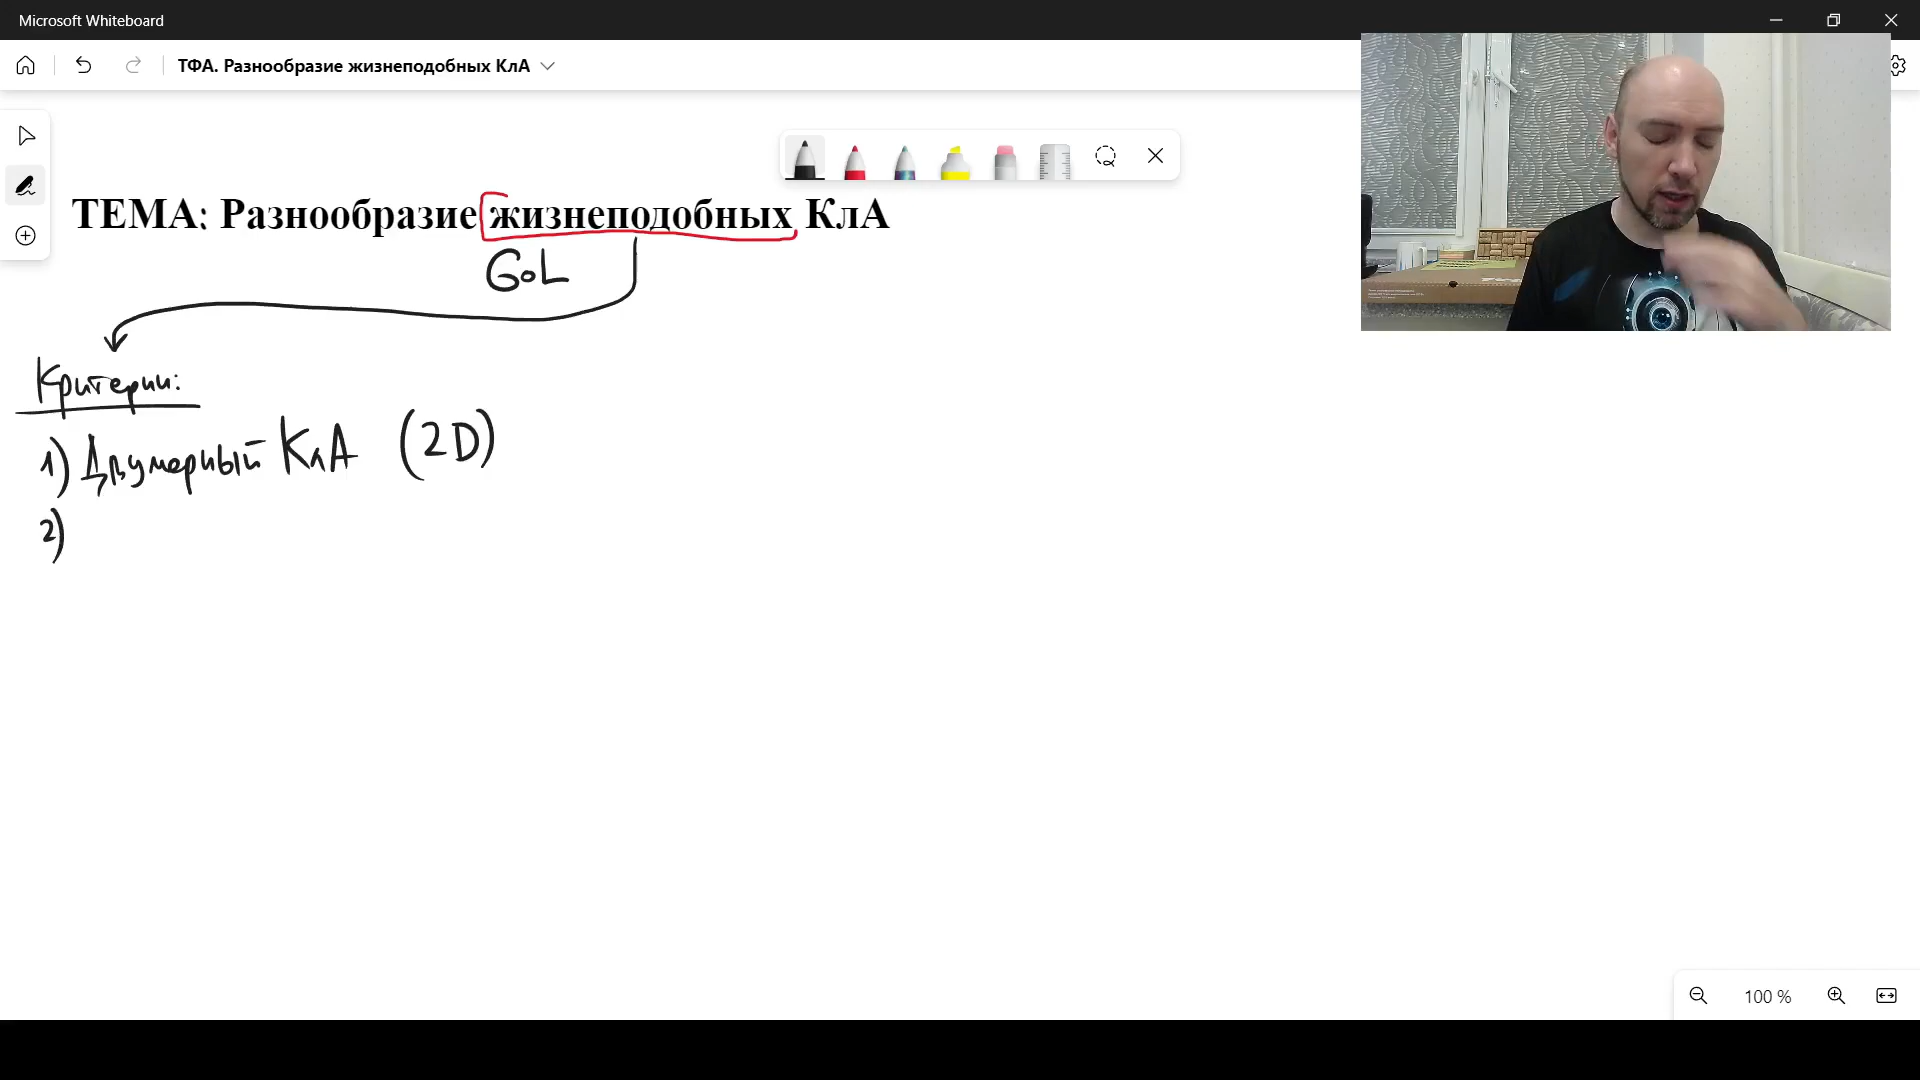 Microsoft Whiteboard
ТФА. Разнообразие жизнеподобных КлА
ТЕМА: Разнообразие жизнеподобных КлА
GoL
Критерии:
1) Двумерный КлА (2D)
2)
100 %